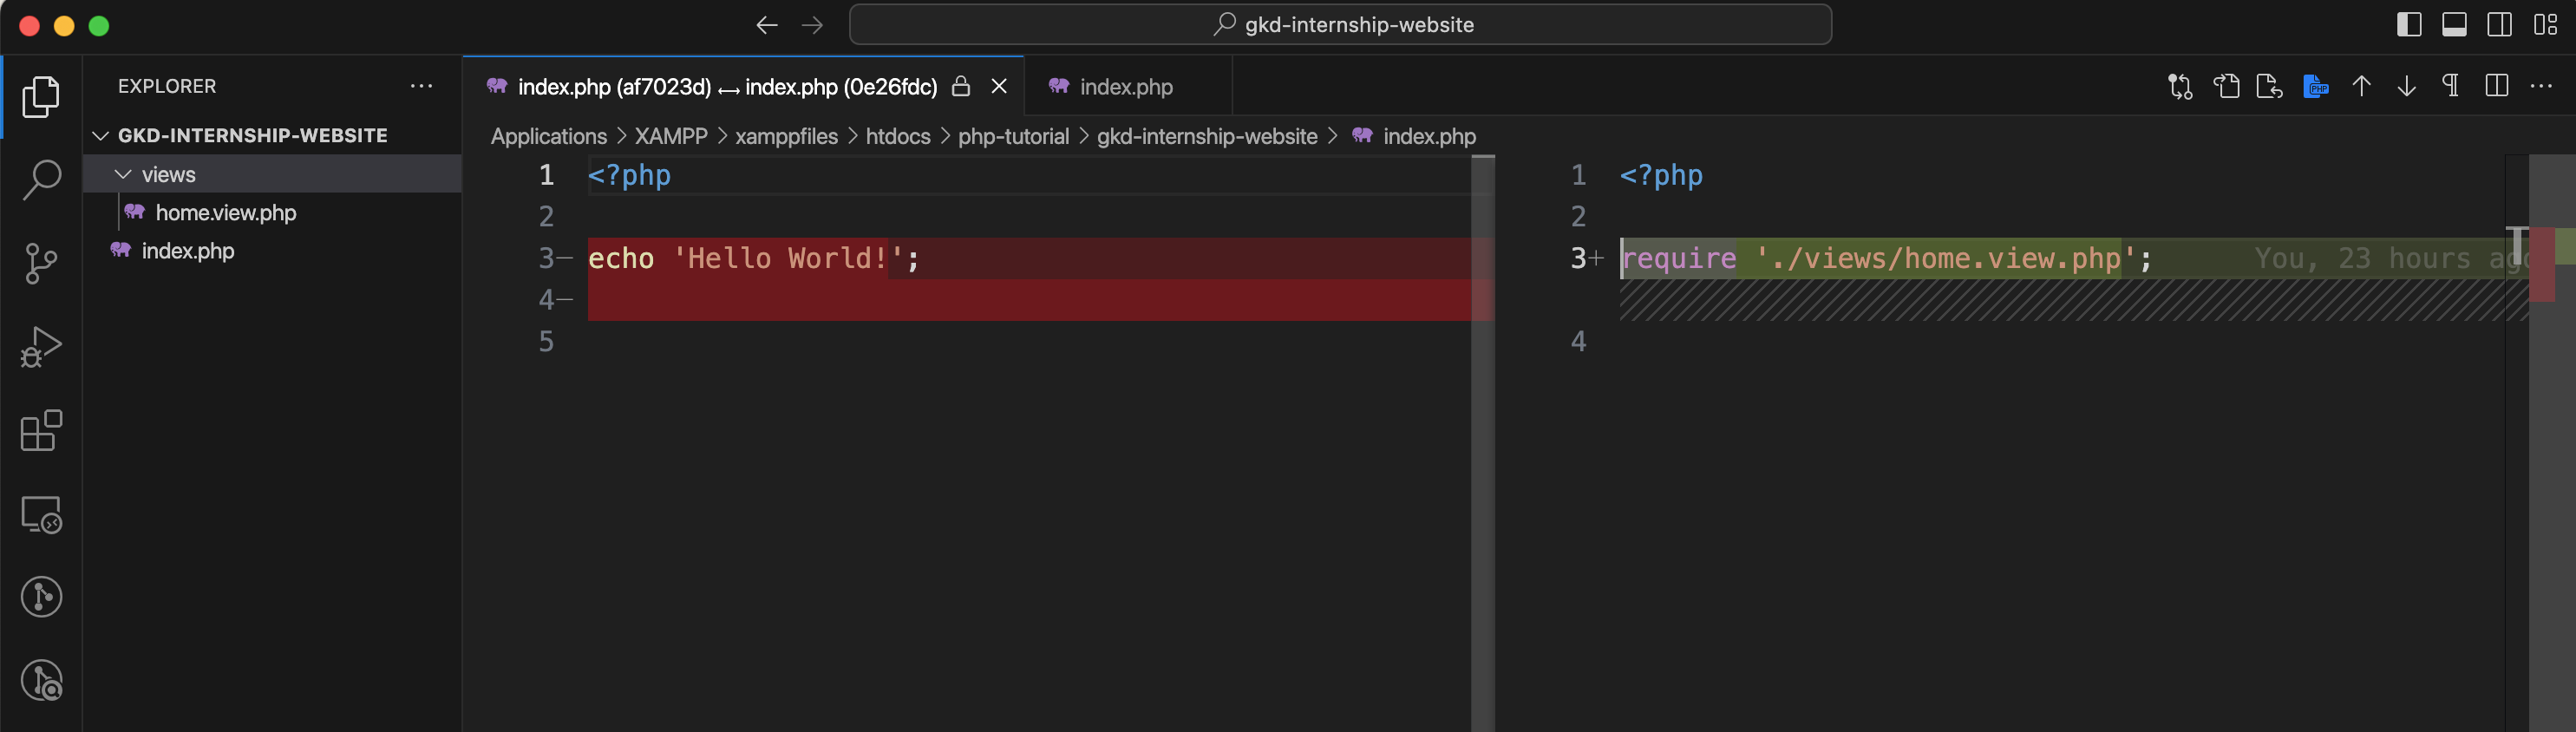 gkd-internship-website
EXPLORER
GKD-INTERNSHIP-WEBSITE
views
home.view.php
index.php
index.php (af7023d) ↔ index.php (0e26fdc)
index.php
PHP
Applications > XAMPP > xamppfiles > htdocs > php-tutorial > gkd-internship-website > index.php
1 <?php
2
3— echo 'Hello World!';
4—
5
1 <?php
2
3+ require './views/home.view.php'; You, 23 hours ago
4